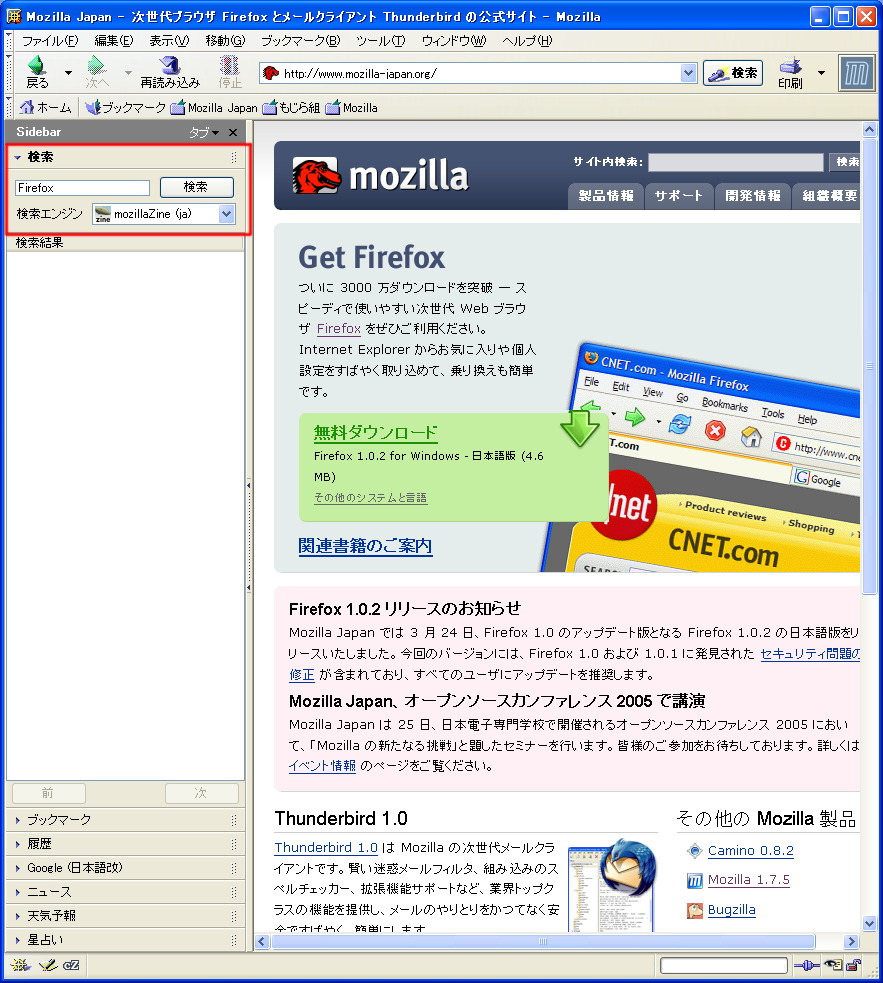 Mozilla Japan - 次世代ブラウザ Firefox とメールクライアント Thunderbird の公式サイト - Mozilla
ファイル(F) 編集(E) 表示(V) 移動(G) ブックマーク(B) ツール(T) ウィンドウ(W) ヘルプ(H)
戻る 次へ 再読み込み 停止 http://www.mozilla-japan.org/ 検索 印刷
ホーム ブックマーク Mozilla Japan もじら組 Mozilla
Sidebar タブ
検索
Firefox 検索
検索エンジン zine mozillaZine (ja)
検索結果
前 次
ブックマーク
履歴
Google (日本語改)
ニュース
天気予報
星占い
mozilla
サイト内検索: 検索
製品情報 サポート 開発情報 組織概要
Get Firefox
ついに 3000 万ダウンロードを突破 — ス
ピーディで使いやすい次世代 Web ブラウ
ザ Firefox をぜひご利用ください。
Internet Explorer からお気に入りや個人
設定をすばやく取り込めて、乗り換えも簡単
です。
無料ダウンロード
Firefox 1.0.2 for Windows - 日本語版 (4.6
MB)
その他のシステムと言語
関連書籍のご案内
CNET.com - Mozilla Firefox
File Edit View Go Bookmarks Tools Help
http://www.cne
T.com
Google
net
Product reviews Shopping
CNET.com
SEARC
Firefox 1.0.2 リリースのお知らせ
Mozilla Japan では 3 月 24 日、Firefox 1.0 のアップデート版となる Firefox 1.0.2 の日本語版をリ
リースいたしました。今回のバージョンには、Firefox 1.0 および 1.0.1 に発見された セキュリティ問題の
修正 が含まれており、すべてのユーザにアップデートを推奨します。
Mozilla Japan、オープンソースカンファレンス 2005 で講演
Mozilla Japan は 25 日、日本電子専門学校で開催されるオープンソースカンファレンス 2005 におい
て、「Mozilla の新たなる挑戦」と題したセミナーを行います。皆様のご参加をお待ちしております。詳しくは
イベント情報 のページをご覧ください。
Thunderbird 1.0
Thunderbird 1.0 は Mozilla の次世代メールクラ
イアントです。賢い迷惑メールフィルタ、組み込みのス
ペルチェッカー、拡張機能サポートなど、業界トップク
ラスの機能を提供し、メールのやりとりをかつてなく安
全ですばやく、簡単にします。
その他の Mozilla 製品
Camino 0.8.2
Mozilla 1.7.5
Bugzilla
cZ